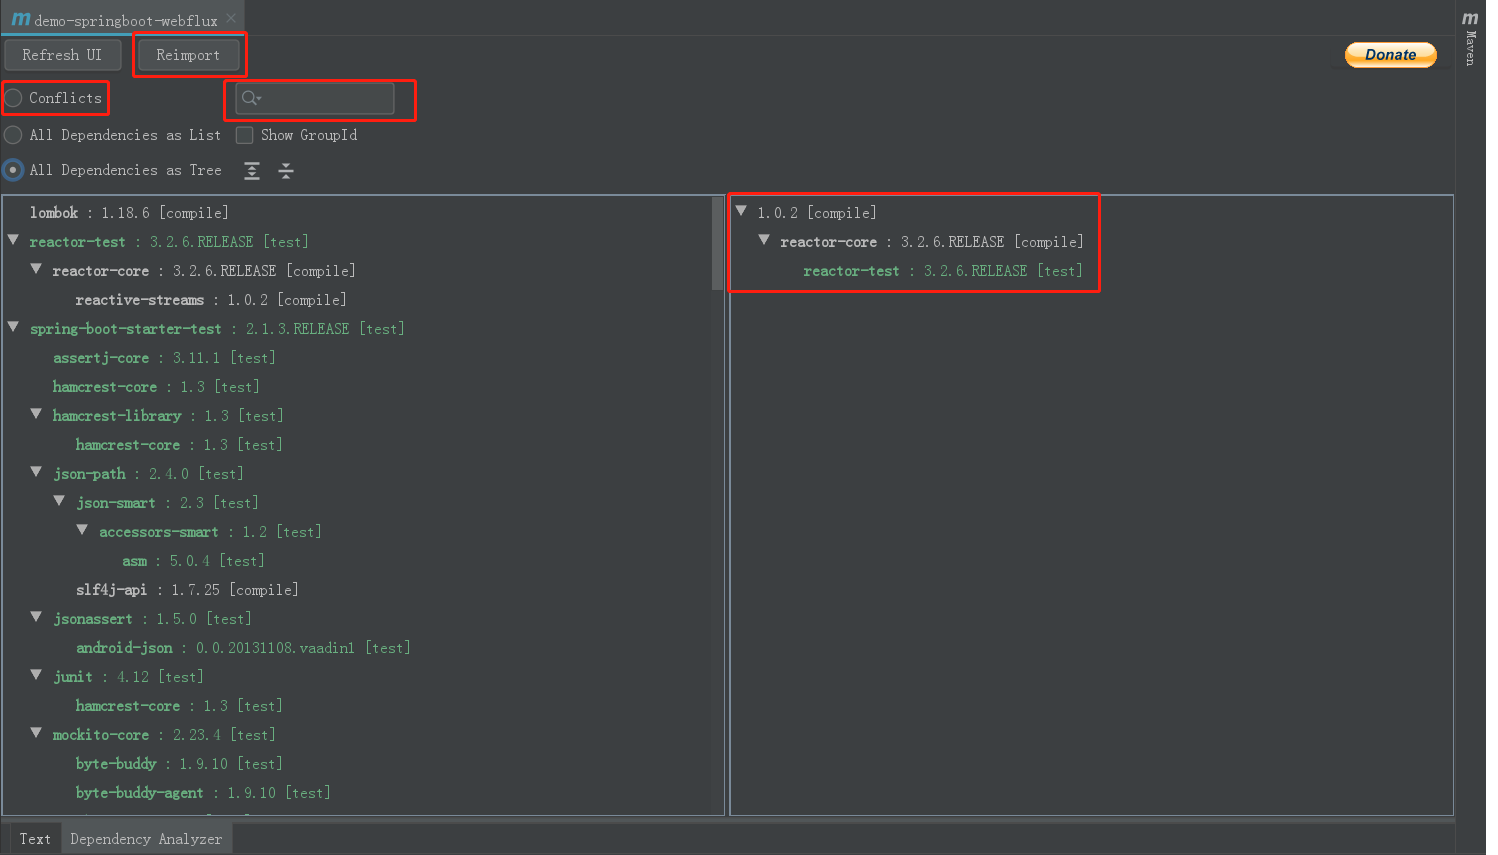 m demo-springboot-webflux
m
Maven
Refresh UI
Reimport
Donate
Conflicts
All Dependencies as List
Show GroupId
All Dependencies as Tree
lombok : 1.18.6 [compile]
reactor-test : 3.2.6.RELEASE [test]
reactor-core : 3.2.6.RELEASE [compile]
reactive-streams : 1.0.2 [compile]
spring-boot-starter-test : 2.1.3.RELEASE [test]
assertj-core : 3.11.1 [test]
hamcrest-core : 1.3 [test]
hamcrest-library : 1.3 [test]
hamcrest-core : 1.3 [test]
json-path : 2.4.0 [test]
json-smart : 2.3 [test]
accessors-smart : 1.2 [test]
asm : 5.0.4 [test]
slf4j-api : 1.7.25 [compile]
jsonassert : 1.5.0 [test]
android-json : 0.0.20131108.vaadin1 [test]
junit : 4.12 [test]
hamcrest-core : 1.3 [test]
mockito-core : 2.23.4 [test]
byte-buddy : 1.9.10 [test]
byte-buddy-agent : 1.9.10 [test]
1.0.2 [compile]
reactor-core : 3.2.6.RELEASE [compile]
reactor-test : 3.2.6.RELEASE [test]
Text
Dependency Analyzer